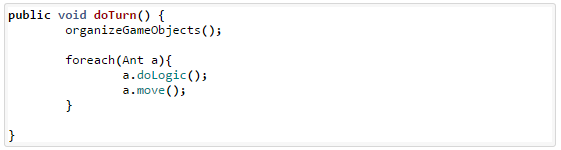 public void doTurn() {
organizeGameObjects();
foreach(Ant a){
a.doLogic();
a.move();
}
}